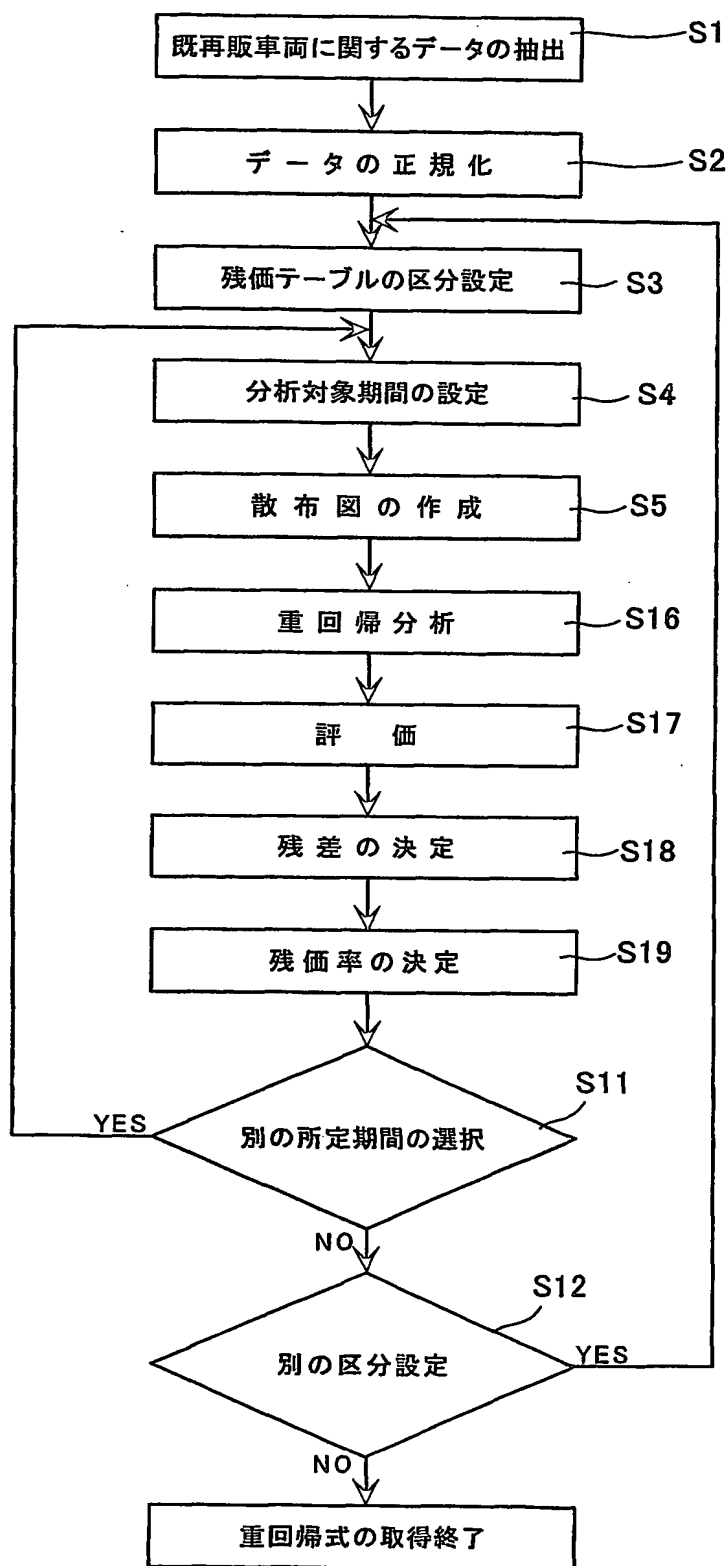 既再販車両に関するデータの抽出
S1
データの正規化
S2
残価テーブルの区分設定
S3
分析対象期間の設定
S4
散布図の作成
S5
重回帰分析
S16
評価
S17
残差の決定
S18
残価率の決定
S19
別の所定期間の選択
S11
YES
NO
別の区分設定
S12
YES
NO
重回帰式の取得終了